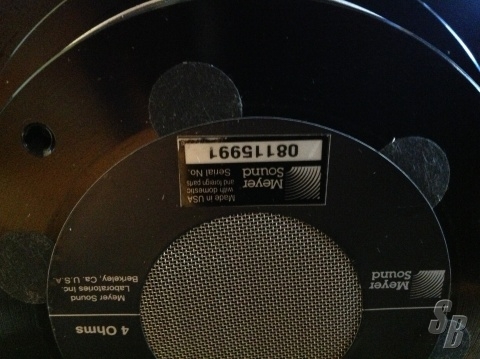 Meyer
Sound
Made in USA
with domestic
and foreign parts
Serial No.
08115991
4 Ohms
Meyer Sound
Laboratories Inc.
Berkeley, Ca. U.S.A.
Meyer
Sound
SB